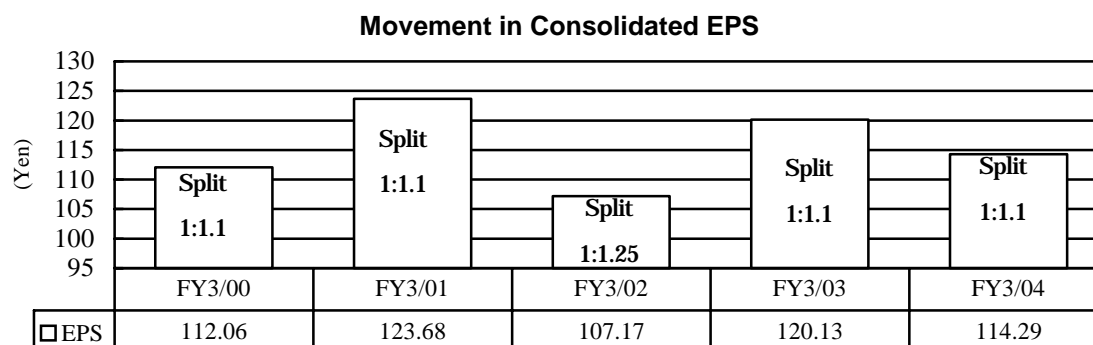 Movement in Consolidated EPS
(Yen)
130
125
120
115
110
105
100
95
Split
1:1.1
Split
1:1.1
Split
1:1.25
Split
1:1.1
Split
1:1.1
FY3/00 FY3/01 FY3/02 FY3/03 FY3/04
EPS 112.06 123.68 107.17 120.13 114.29